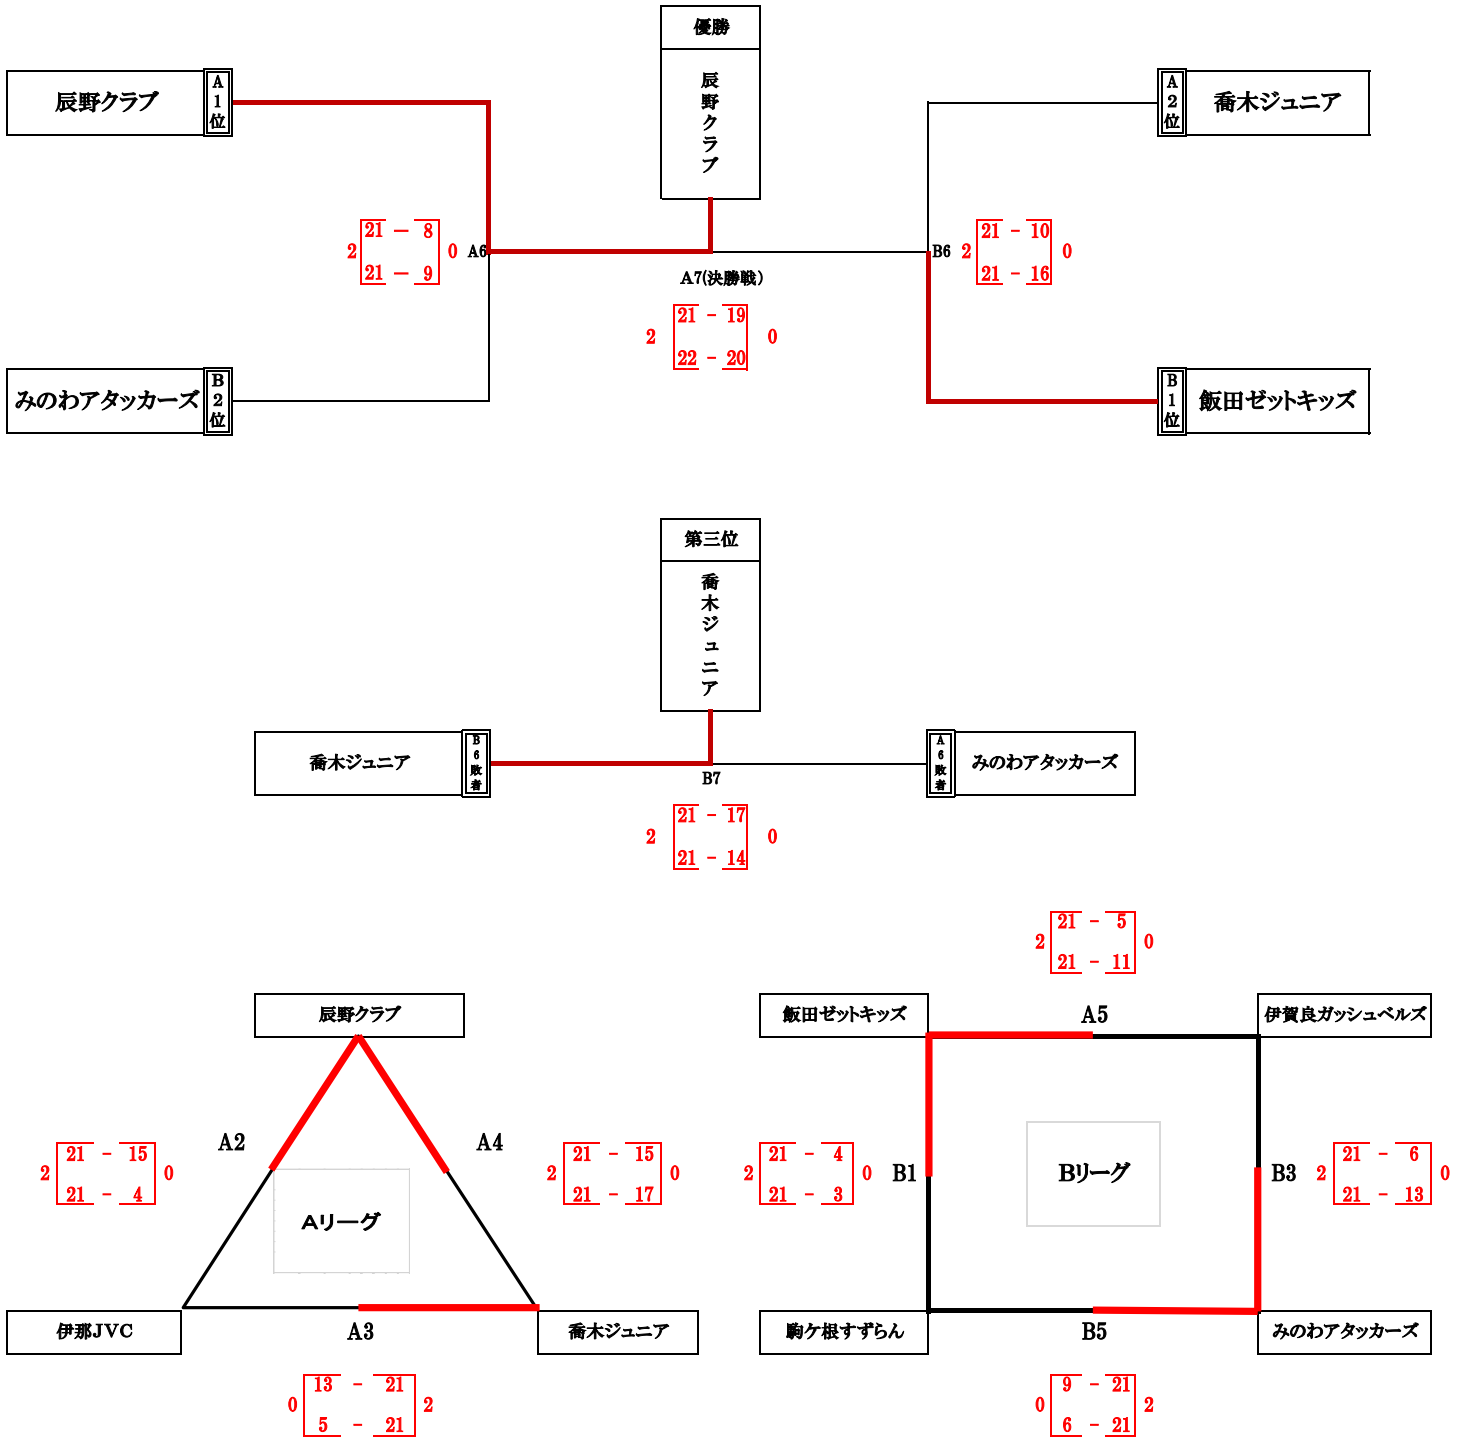 優勝
辰野クラブ
辰野クラブ
A1位
A2位
喬木ジュニア
2
21 － 8
21 － 9
0
A6
B6
2
21 - 10
21 - 16
0
A7(決勝戦)
2
21 - 19
22 - 20
0
みのわアタッカーズ
B2位
B1位
飯田ゼットキッズ
第三位
喬木ジュニア
喬木ジュニア
B6敗者
B7
A6敗者
みのわアタッカーズ
2
21 - 17
21 - 14
0
2
21 - 5
21 - 11
0
辰野クラブ
飯田ゼットキッズ
A5
伊賀良ガッシュベルズ
2
21 - 15
21 - 4
0
A2
A4
2
21 - 15
21 - 17
0
Aリーグ
2
21 - 4
21 - 3
0
B1
Bリーグ
B3
2
21 - 6
21 - 13
0
伊那JVC
A3
喬木ジュニア
駒ケ根すずらん
B5
みのわアタッカーズ
0
13 - 21
5 - 21
2
0
9 - 21
6 - 21
2